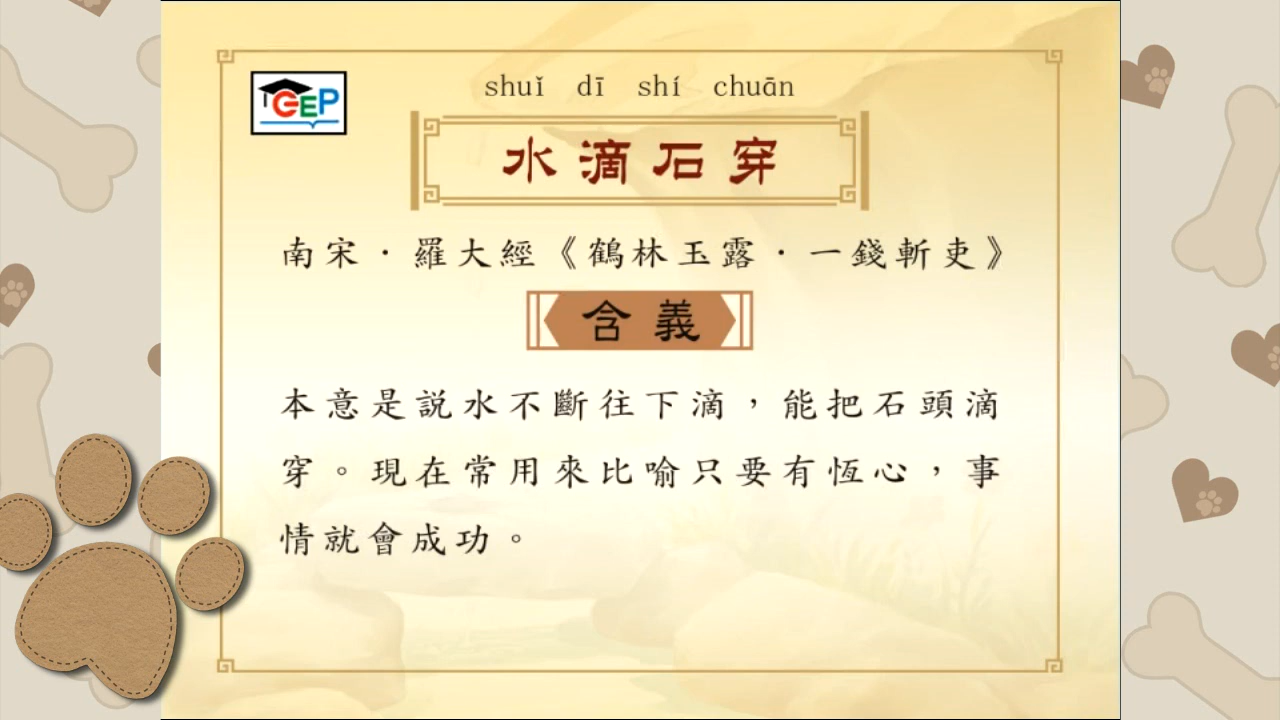 GEP
shuǐ dī shí chuān
水滴石穿
南宋·羅大經《鶴林玉露·一錢斬吏》
含義
本意是説水不斷往下滴，能把石頭滴
穿。現在常用來比喻只要有恆心，事
情就會成功。